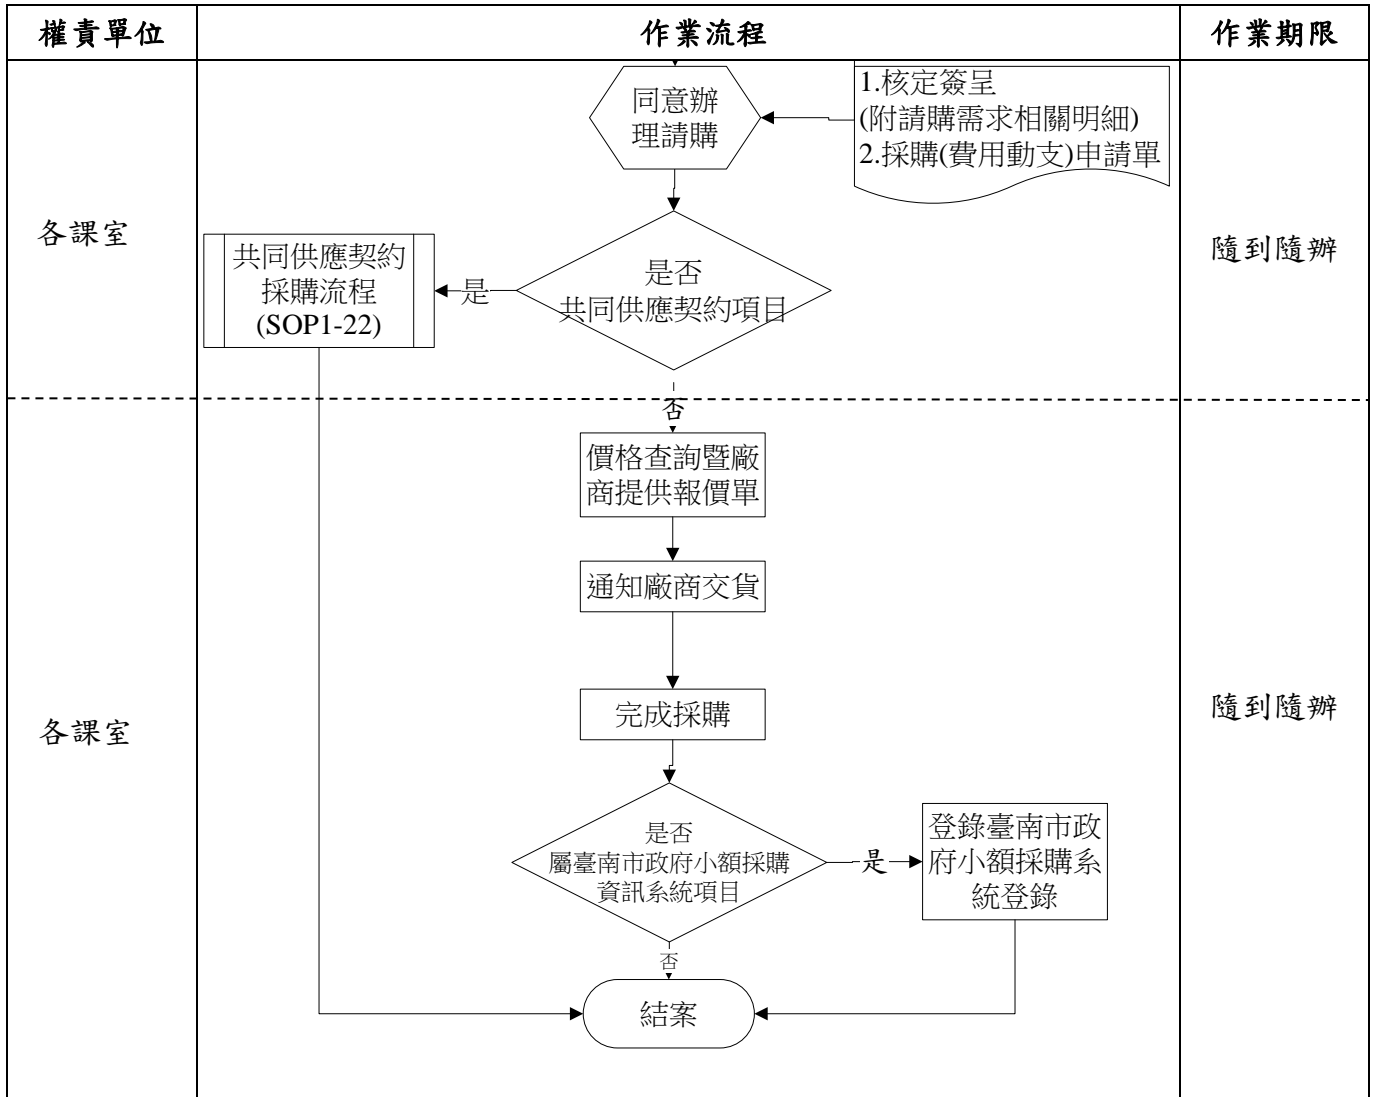 權責單位
作業流程
作業期限
同意辦
理請購
1.核定簽呈
(附請購需求相關明細)
2.採購(費用動支)申請單
各課室
隨到隨辦
共同供應契約
採購流程
(SOP1-22)
是
是否
共同供應契約項目
否
價格查詢暨廠
商提供報價單
通知廠商交貨
完成採購
各課室
隨到隨辦
是否
屬臺南市政府小額採購
資訊系統項目
是
登錄臺南市政
府小額採購系
統登錄
否
結案